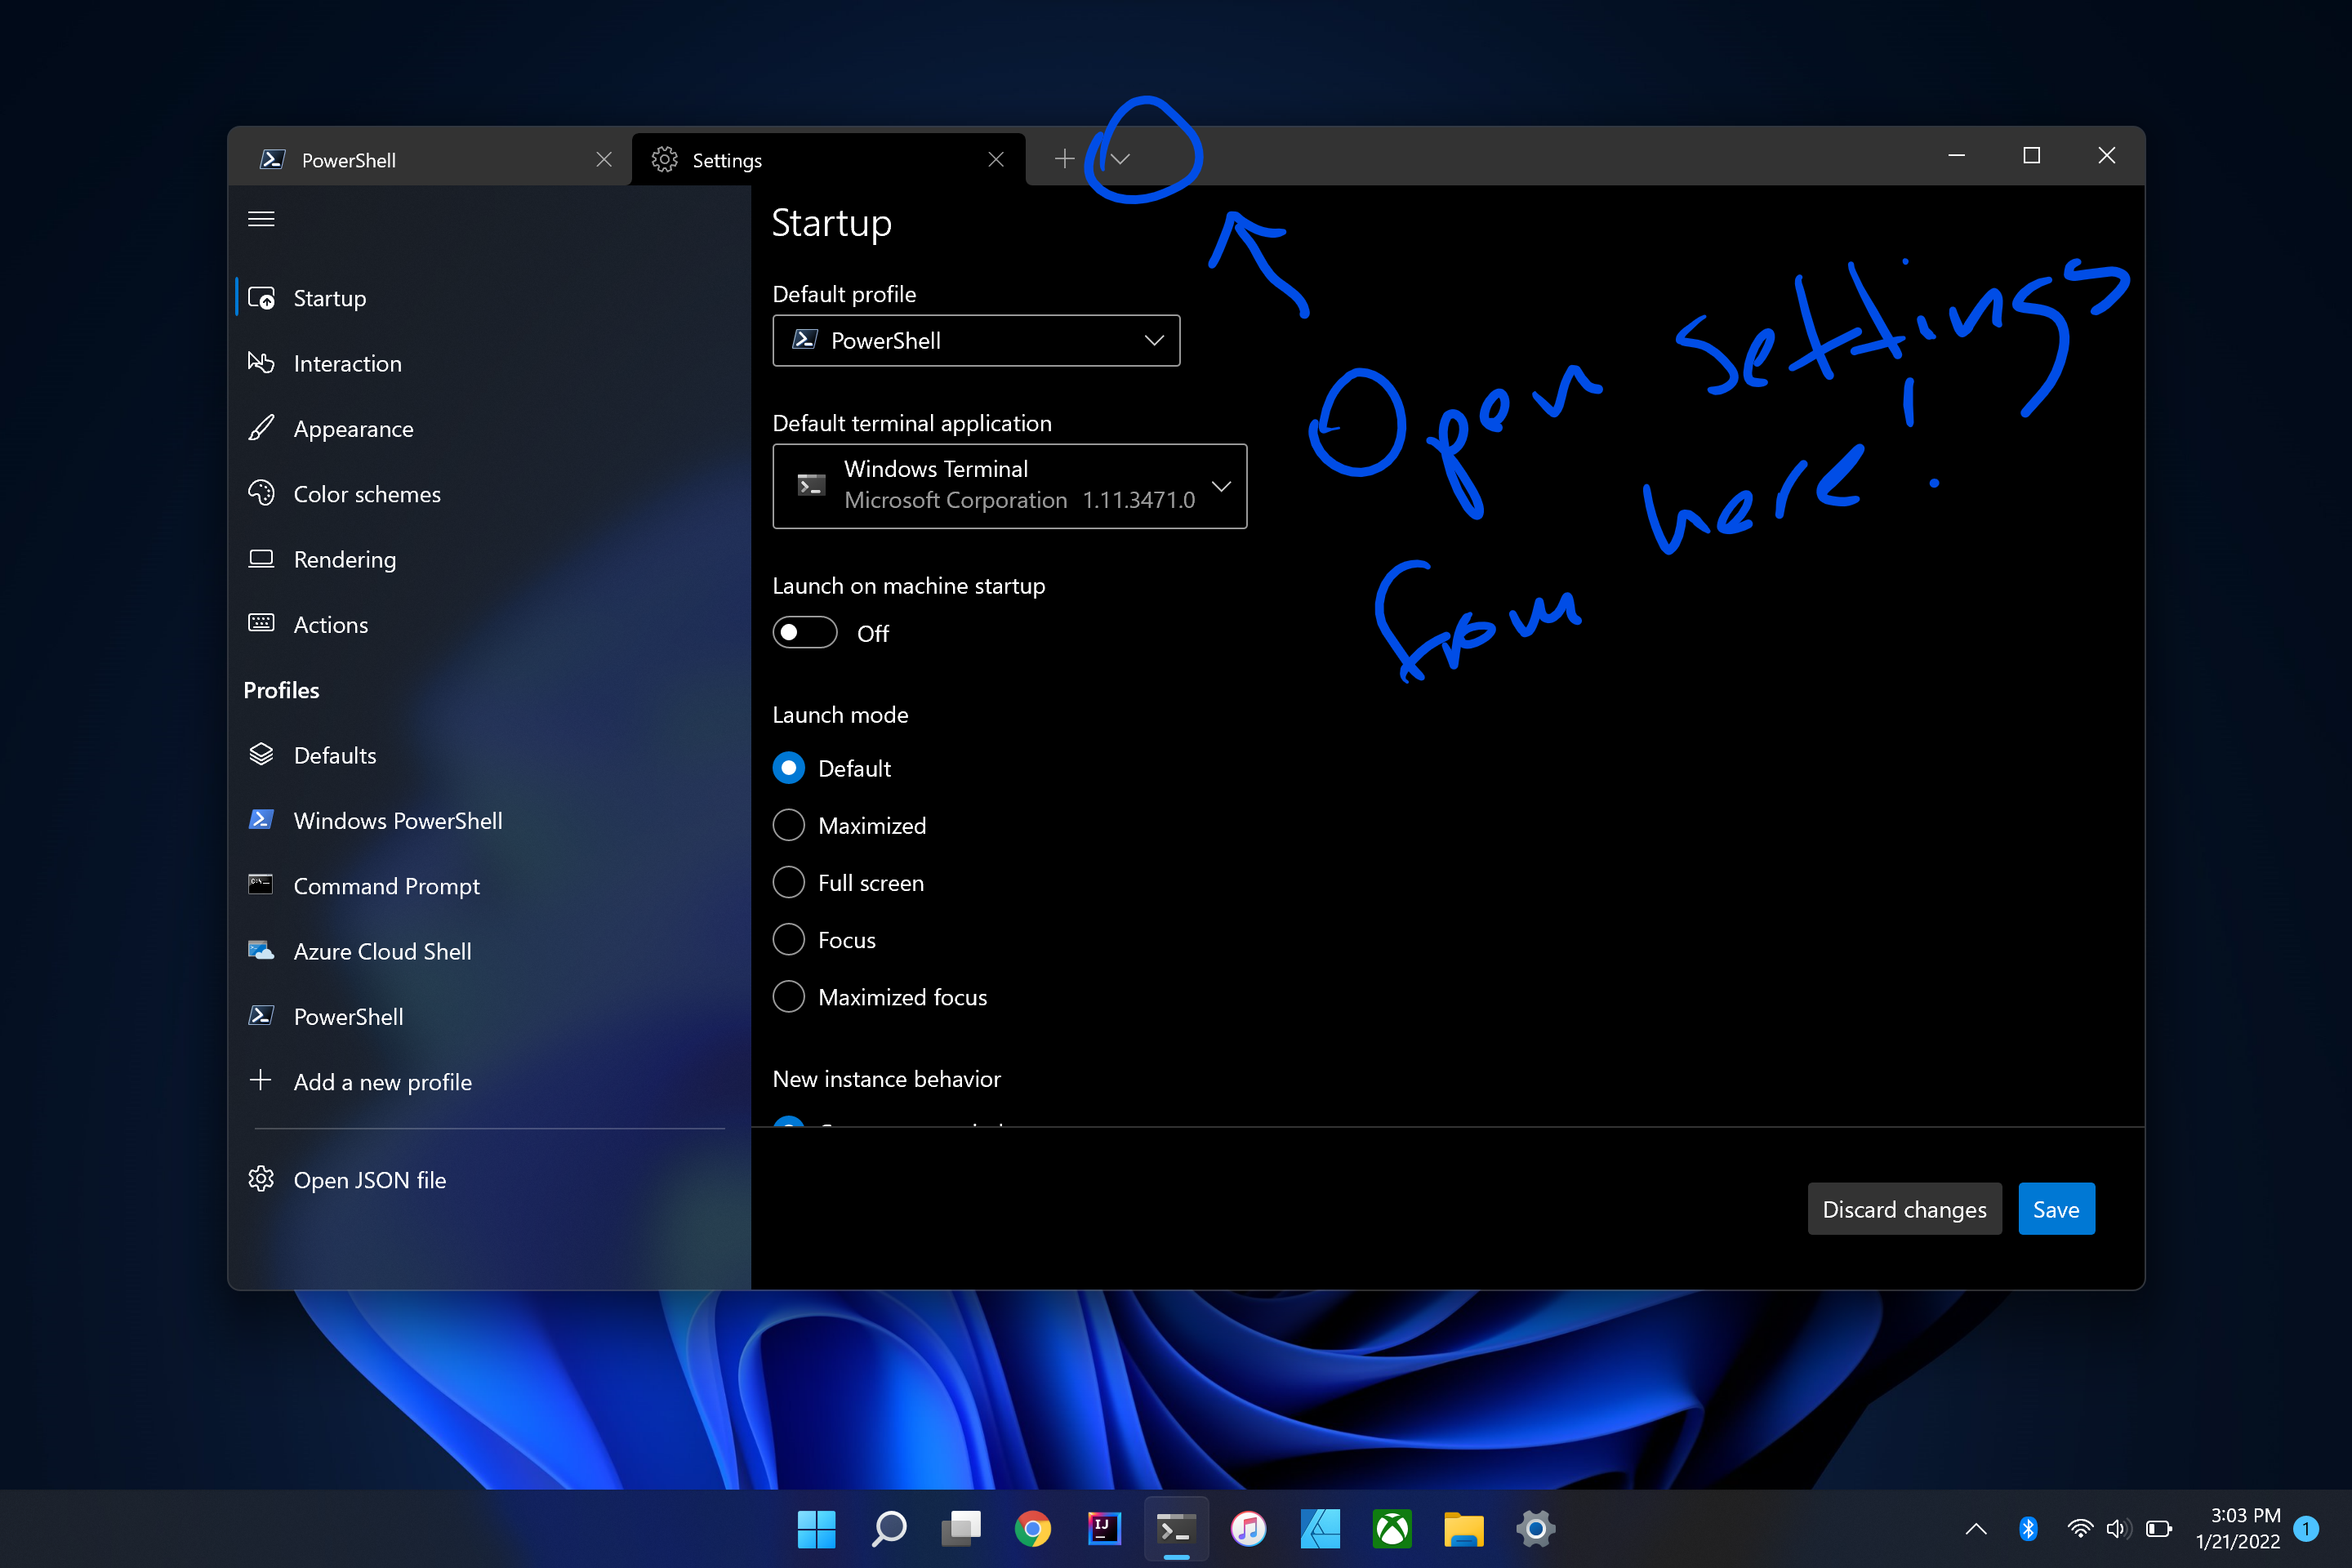 PowerShell
Settings
Startup
Interaction
Appearance
Color schemes
Rendering
Actions
Profiles
Defaults
Windows PowerShell
Command Prompt
Azure Cloud Shell
PowerShell
Add a new profile
Open JSON file
Startup
Default profile
PowerShell
Default terminal application
Windows Terminal
Microsoft Corporation 1.11.3471.0
Launch on machine startup
Off
Launch mode
Default
Maximized
Full screen
Focus
Maximized focus
New instance behavior
Open settings
from here!
Discard changes
Save
IJ
3:03 PM
1/21/2022
1